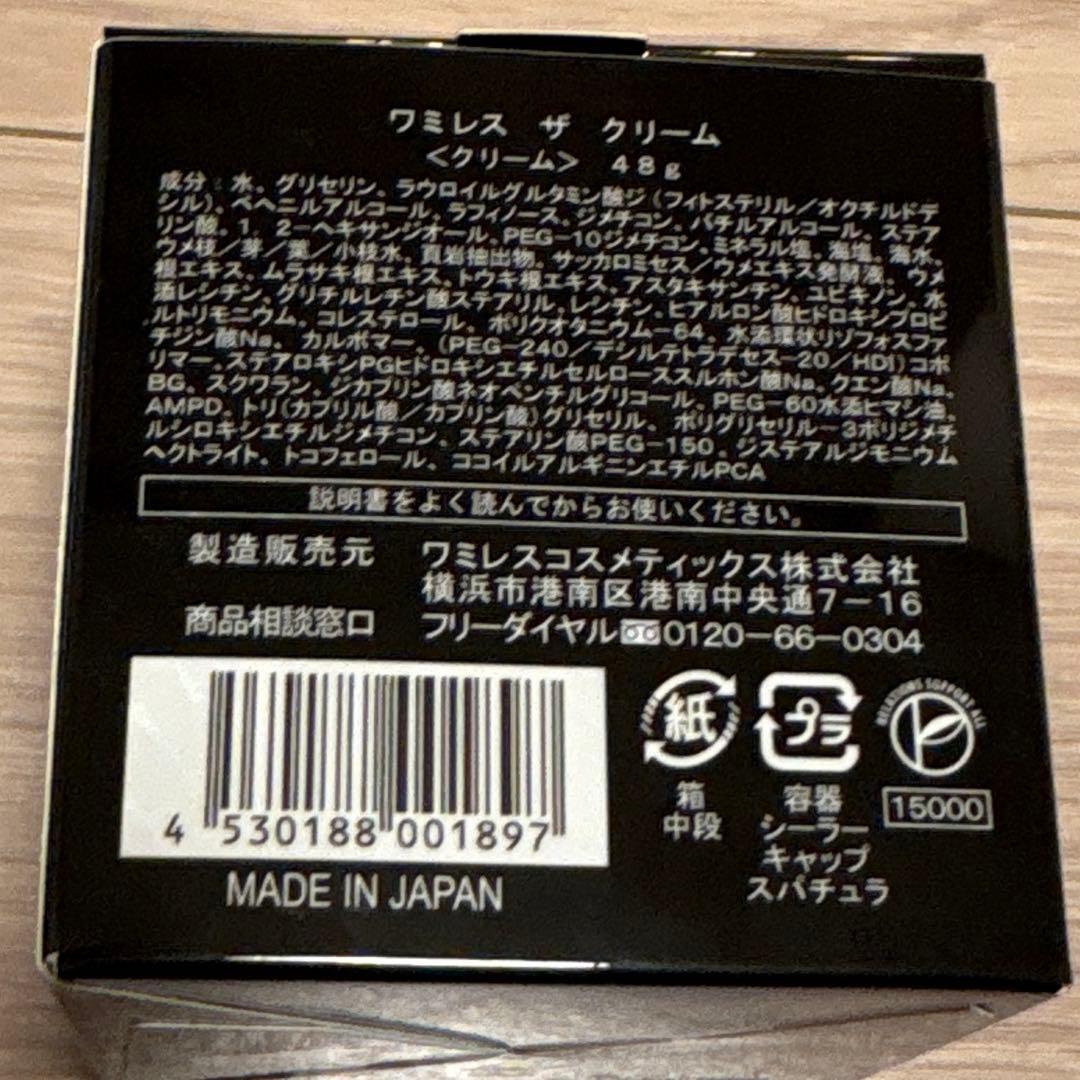 ワミレス ザ クリーム
<クリーム> 48g
成分：水、グリセリン、ラウロイルグルタミン酸ジ(フィトステリル／オクチルドデ
シル)、ベヘニルアルコール、ラフィノース、ジメチコン、バチルアルコール、ステア
リン酸、1，2－ヘキサンジオール、PEG－10ジメチコン、ミネラル塩、海塩、海水、
ウメ枝／芽／葉／小枝水、頁岩抽出物、サッカロミセス／ウメエキス発酵液、ウメ
根エキス、ムラサキ根エキス、トウキ根エキス、アスタキサンチン、ユビキノン、水
添レシチン、グリチルレチン酸ステアリル、レシチン、ヒアルロン酸ヒドロキシプロピ
ルトリモニウム、コレステロール、ポリクオタニウム－64、水添環状リゾフォスファ
チジン酸Na、カルボマー、(PEG－240／デシルテトラデセス－20／HDI)コポ
リマー、ステアロキシPGヒドロキシエチルセルローススルホン酸Na、クエン酸Na、
BG、スクワラン、ジカプリン酸ネオペンチルグリコール、PEG－60水添ヒマシ油、
AMPD、トリ(カプリル酸／カプリン酸)グリセリル、ポリグリセリル－3ポリジメチ
ルシロキシエチルジメチコン、ステアリン酸PEG－150、ジステアルジモニウム
ヘクトライト、トコフェロール、ココイルアルギニンエチルPCA
説明書をよく読んでからお使いください。
製造販売元 ワミレスコスメティックス株式会社
横浜市港南区港南中央通7－16
商品相談窓口 フリーダイヤル 0120－66－0304
4 530188 001897
MADE IN JAPAN
紙
箱
中段
プラ
容器
シーラー
キャップ
スパチュラ
RELATIONS SUPPORT ALL
15000